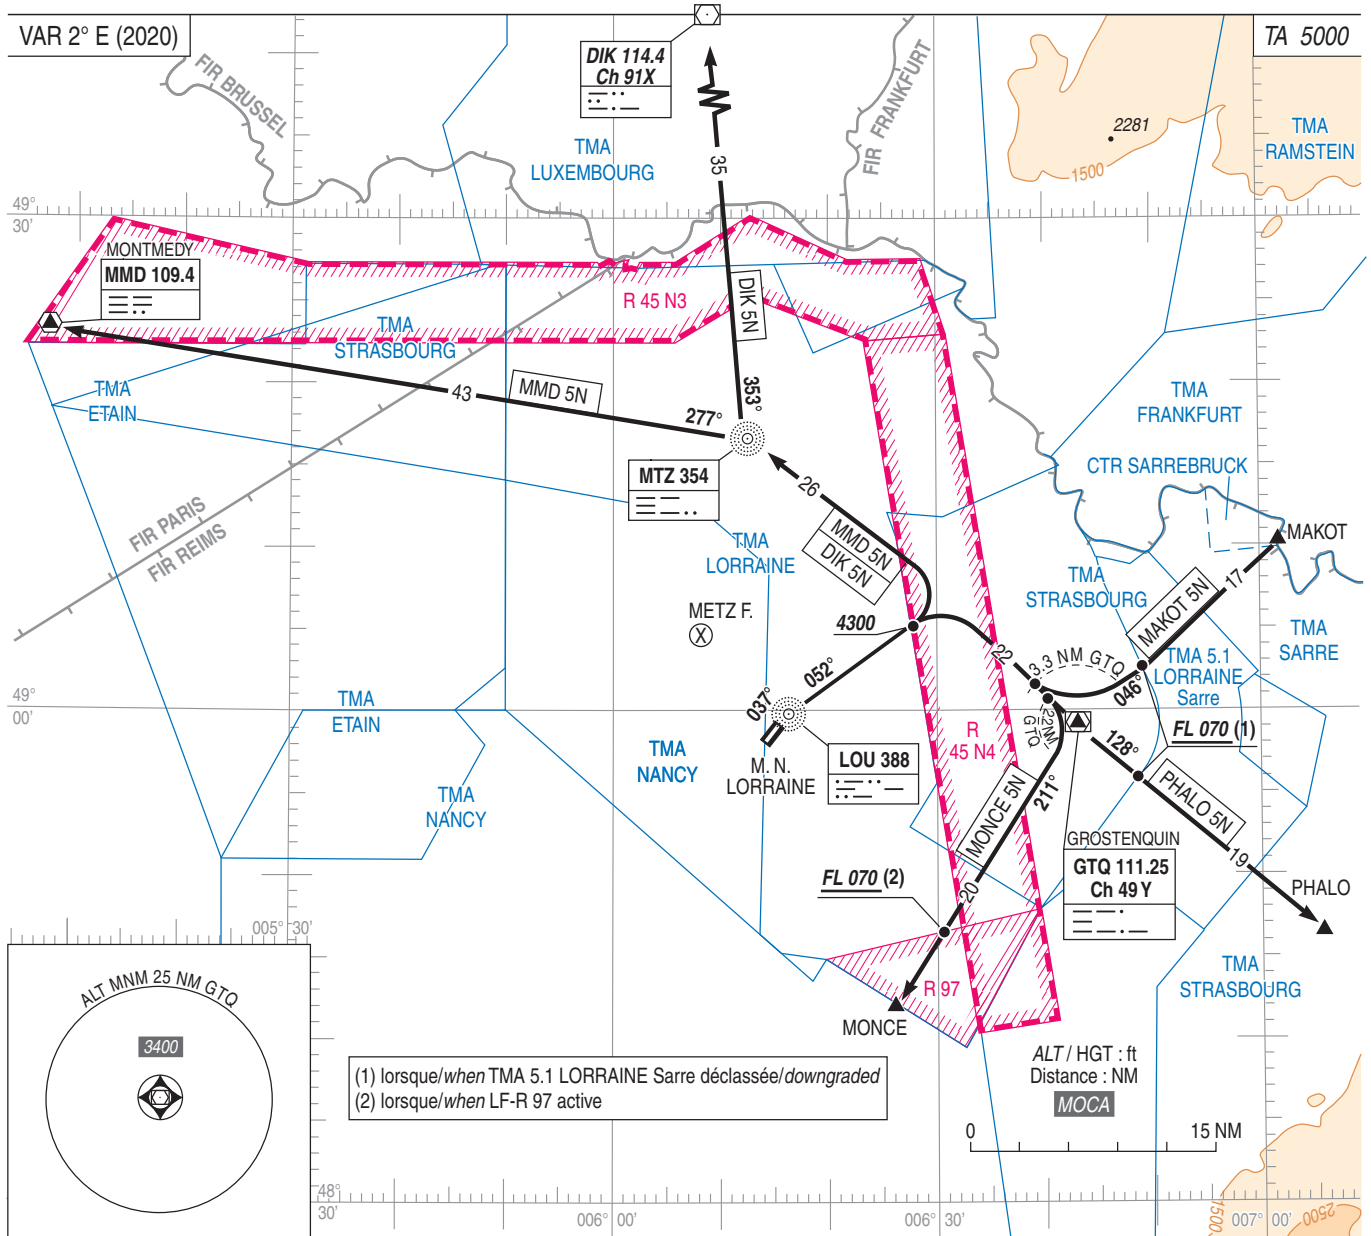 VAR 2° E (2020)
DIK 114.4
Ch 91X
TA 5000
FIR BRUSSEL
FIR FRANKFURT
2281
1500
TMA
RAMSTEIN
TMA
LUXEMBOURG
35
49°
30'
MONTMEDY
MMD 109.4
R 45 N3
DIK 5N
TMA
STRASBOURG
TMA
ETAIN
43
MMD 5N
277°
353°
TMA
FRANKFURT
CTR SARREBRUCK
MTZ 354
26
FIR PARIS
FIR REIMS
MMD 5N
DIK 5N
TMA
LORRAINE
MAKOT
17
TMA
STRASBOURG
MAKOT 5N
METZ F.
X
4300
TMA
SARRE
22
3.3 NM GTQ
052°
037°
046°
TMA 5.1
LORRAINE
Sarre
49°
00'
TMA
ETAIN
2.2 NM
GTQ
FL 070 (1)
R
45 N4
128°
TMA
NANCY
LOU 388
M. N.
LORRAINE
MONCE 5N
211°
PHALO 5N
TMA
NANCY
GROSTENQUIN
GTQ 111.25
Ch 49 Y
19
PHALO
FL 070 (2)
20
005° 30'
R 97
MONCE
TMA
STRASBOURG
ALT MNM 25 NM GTQ
3400
ALT / HGT : ft
Distance : NM
MOCA
(1) lorsque/when TMA 5.1 LORRAINE Sarre déclassée/downgraded
(2) lorsque/when LF-R 97 active
0
15 NM
48°
30'
006° 00'
006° 30'
007° 00'
1500
2500